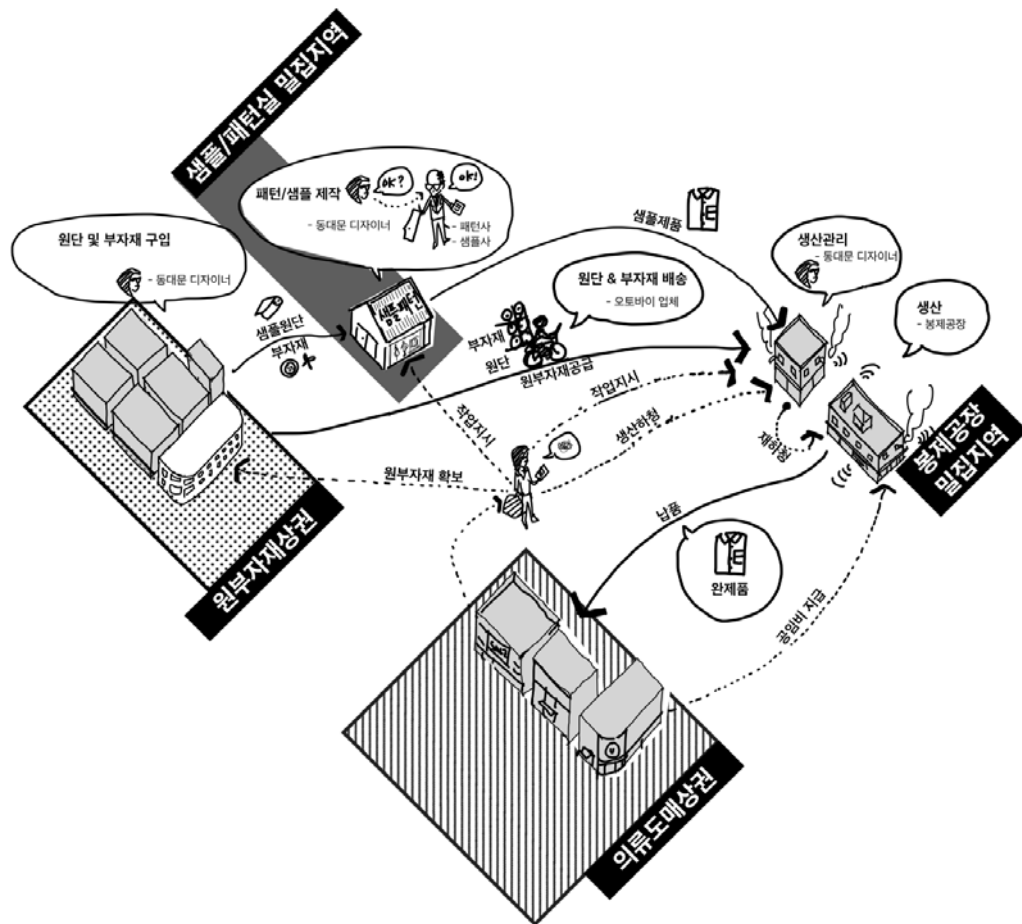 샘플/패턴실 밀집지역
패턴/샘플 제작
OK?
OK!
- 동대문 디자이너
- 패턴사
- 샘플사
원단 및 부자재 구입
- 동대문 디자이너
샘플원단
부자재
샘플패턴
샘플제품
원단 & 부자재 배송
- 오토바이 업체
부자재
원단
원부자재공급
생산관리
- 동대문 디자이너
생산
- 봉제공장
작업지시
작업지시
생산하청
재하청
원부자재 확보
봉제공장
밀집지역
원부자재상권
납품
완제품
공임비 지급
의류도매상권